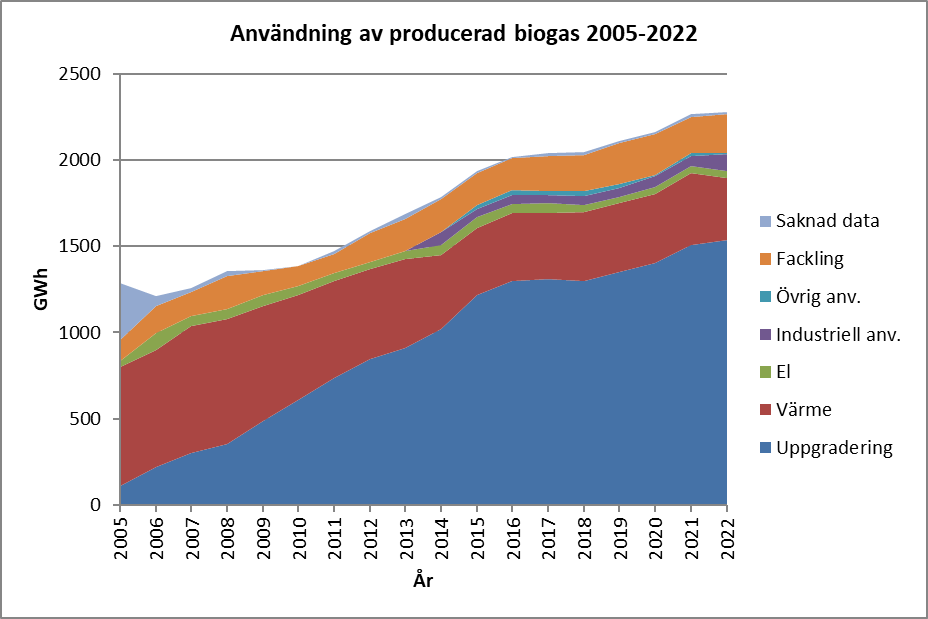 Användning av producerad biogas 2005-2022
2500
2000
1500
1000
500
0
GWh
2005
2006
2007
2008
2009
2010
2011
2012
2013
2014
2015
2016
2017
2018
2019
2020
2021
2022
År
Saknad data
Fackling
Övrig anv.
Industriell anv.
El
Värme
Uppgradering